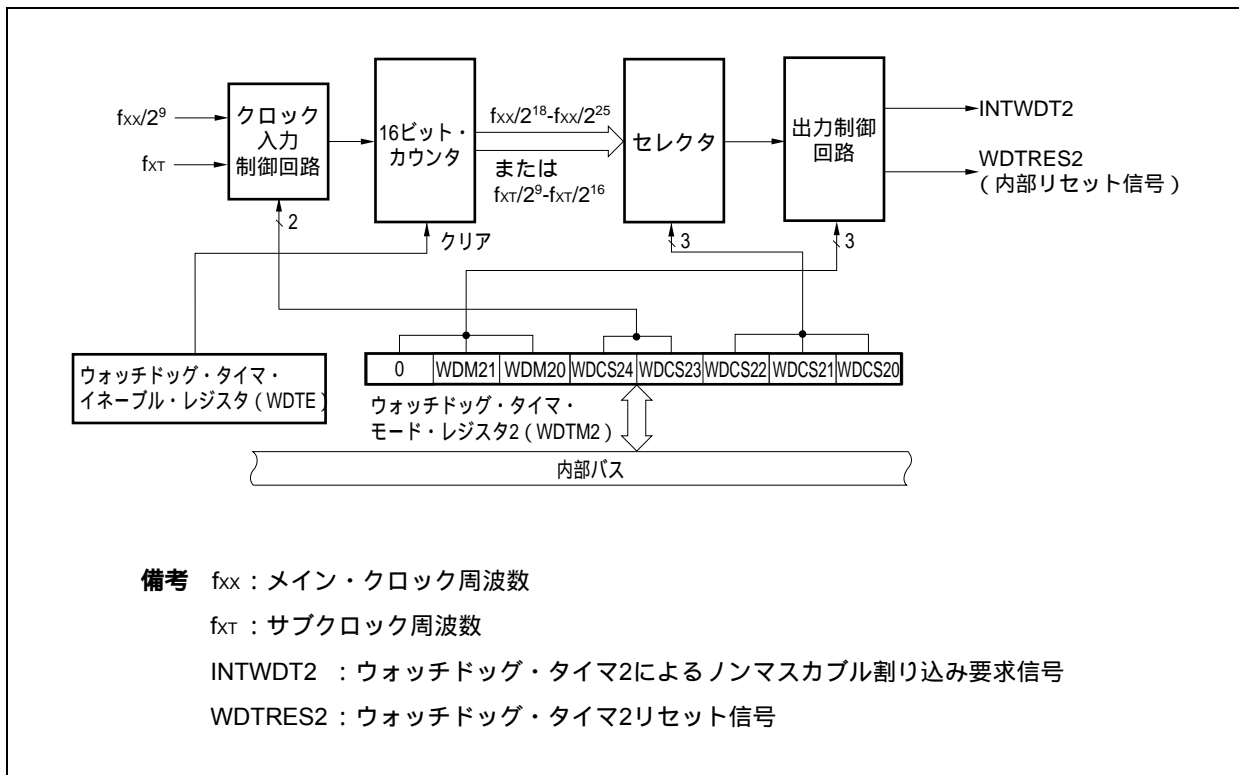 fXX/2⁹
fXT
クロック
入力
制御回路
2
16ビット・
カウンタ
クリア
fXX/2¹⁸-fXX/2²⁵
または
fXT/2⁹-fXT/2¹⁶
セレクタ
3
出力制御
回路
3
INTWDT2
WDTRES2
(内部リセット信号)
ウォッチドッグ・タイマ・
イネーブル・レジスタ(WDTE)
0 WDM21 WDM20 WDCS24 WDCS23 WDCS22 WDCS21 WDCS20
ウォッチドッグ・タイマ・
モード・レジスタ2(WDTM2)
内部バス
備考 fXX:メイン・クロック周波数
fXT:サブクロック周波数
INTWDT2 :ウォッチドッグ・タイマ2によるノンマスカブル割り込み要求信号
WDTRES2:ウォッチドッグ・タイマ2リセット信号